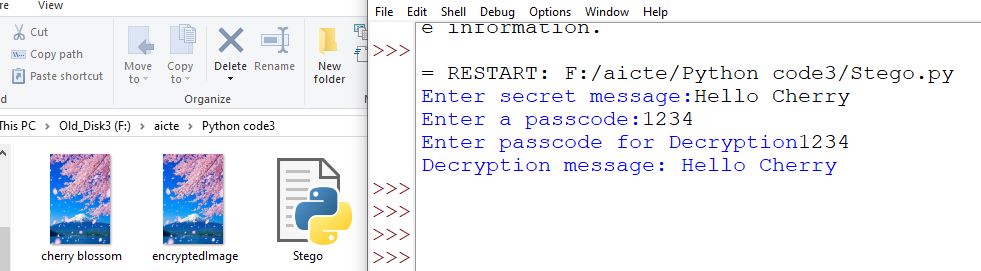 View
Cut
Copy path
Paste shortcut
Move to
Copy to
Delete
Rename
New folder
Organize
This PC > Old_Disk3 (F:) > aicte > Python code3
cherry blossom
encryptedImage
Stego
File Edit Shell Debug Options Window Help
e information.
>>>
= RESTART: F:/aicte/Python code3/Stego.py
Enter secret message:Hello Cherry
Enter a passcode:1234
Enter passcode for Decryption1234
Decryption message: Hello Cherry
>>>
>>>
>>>
>>>